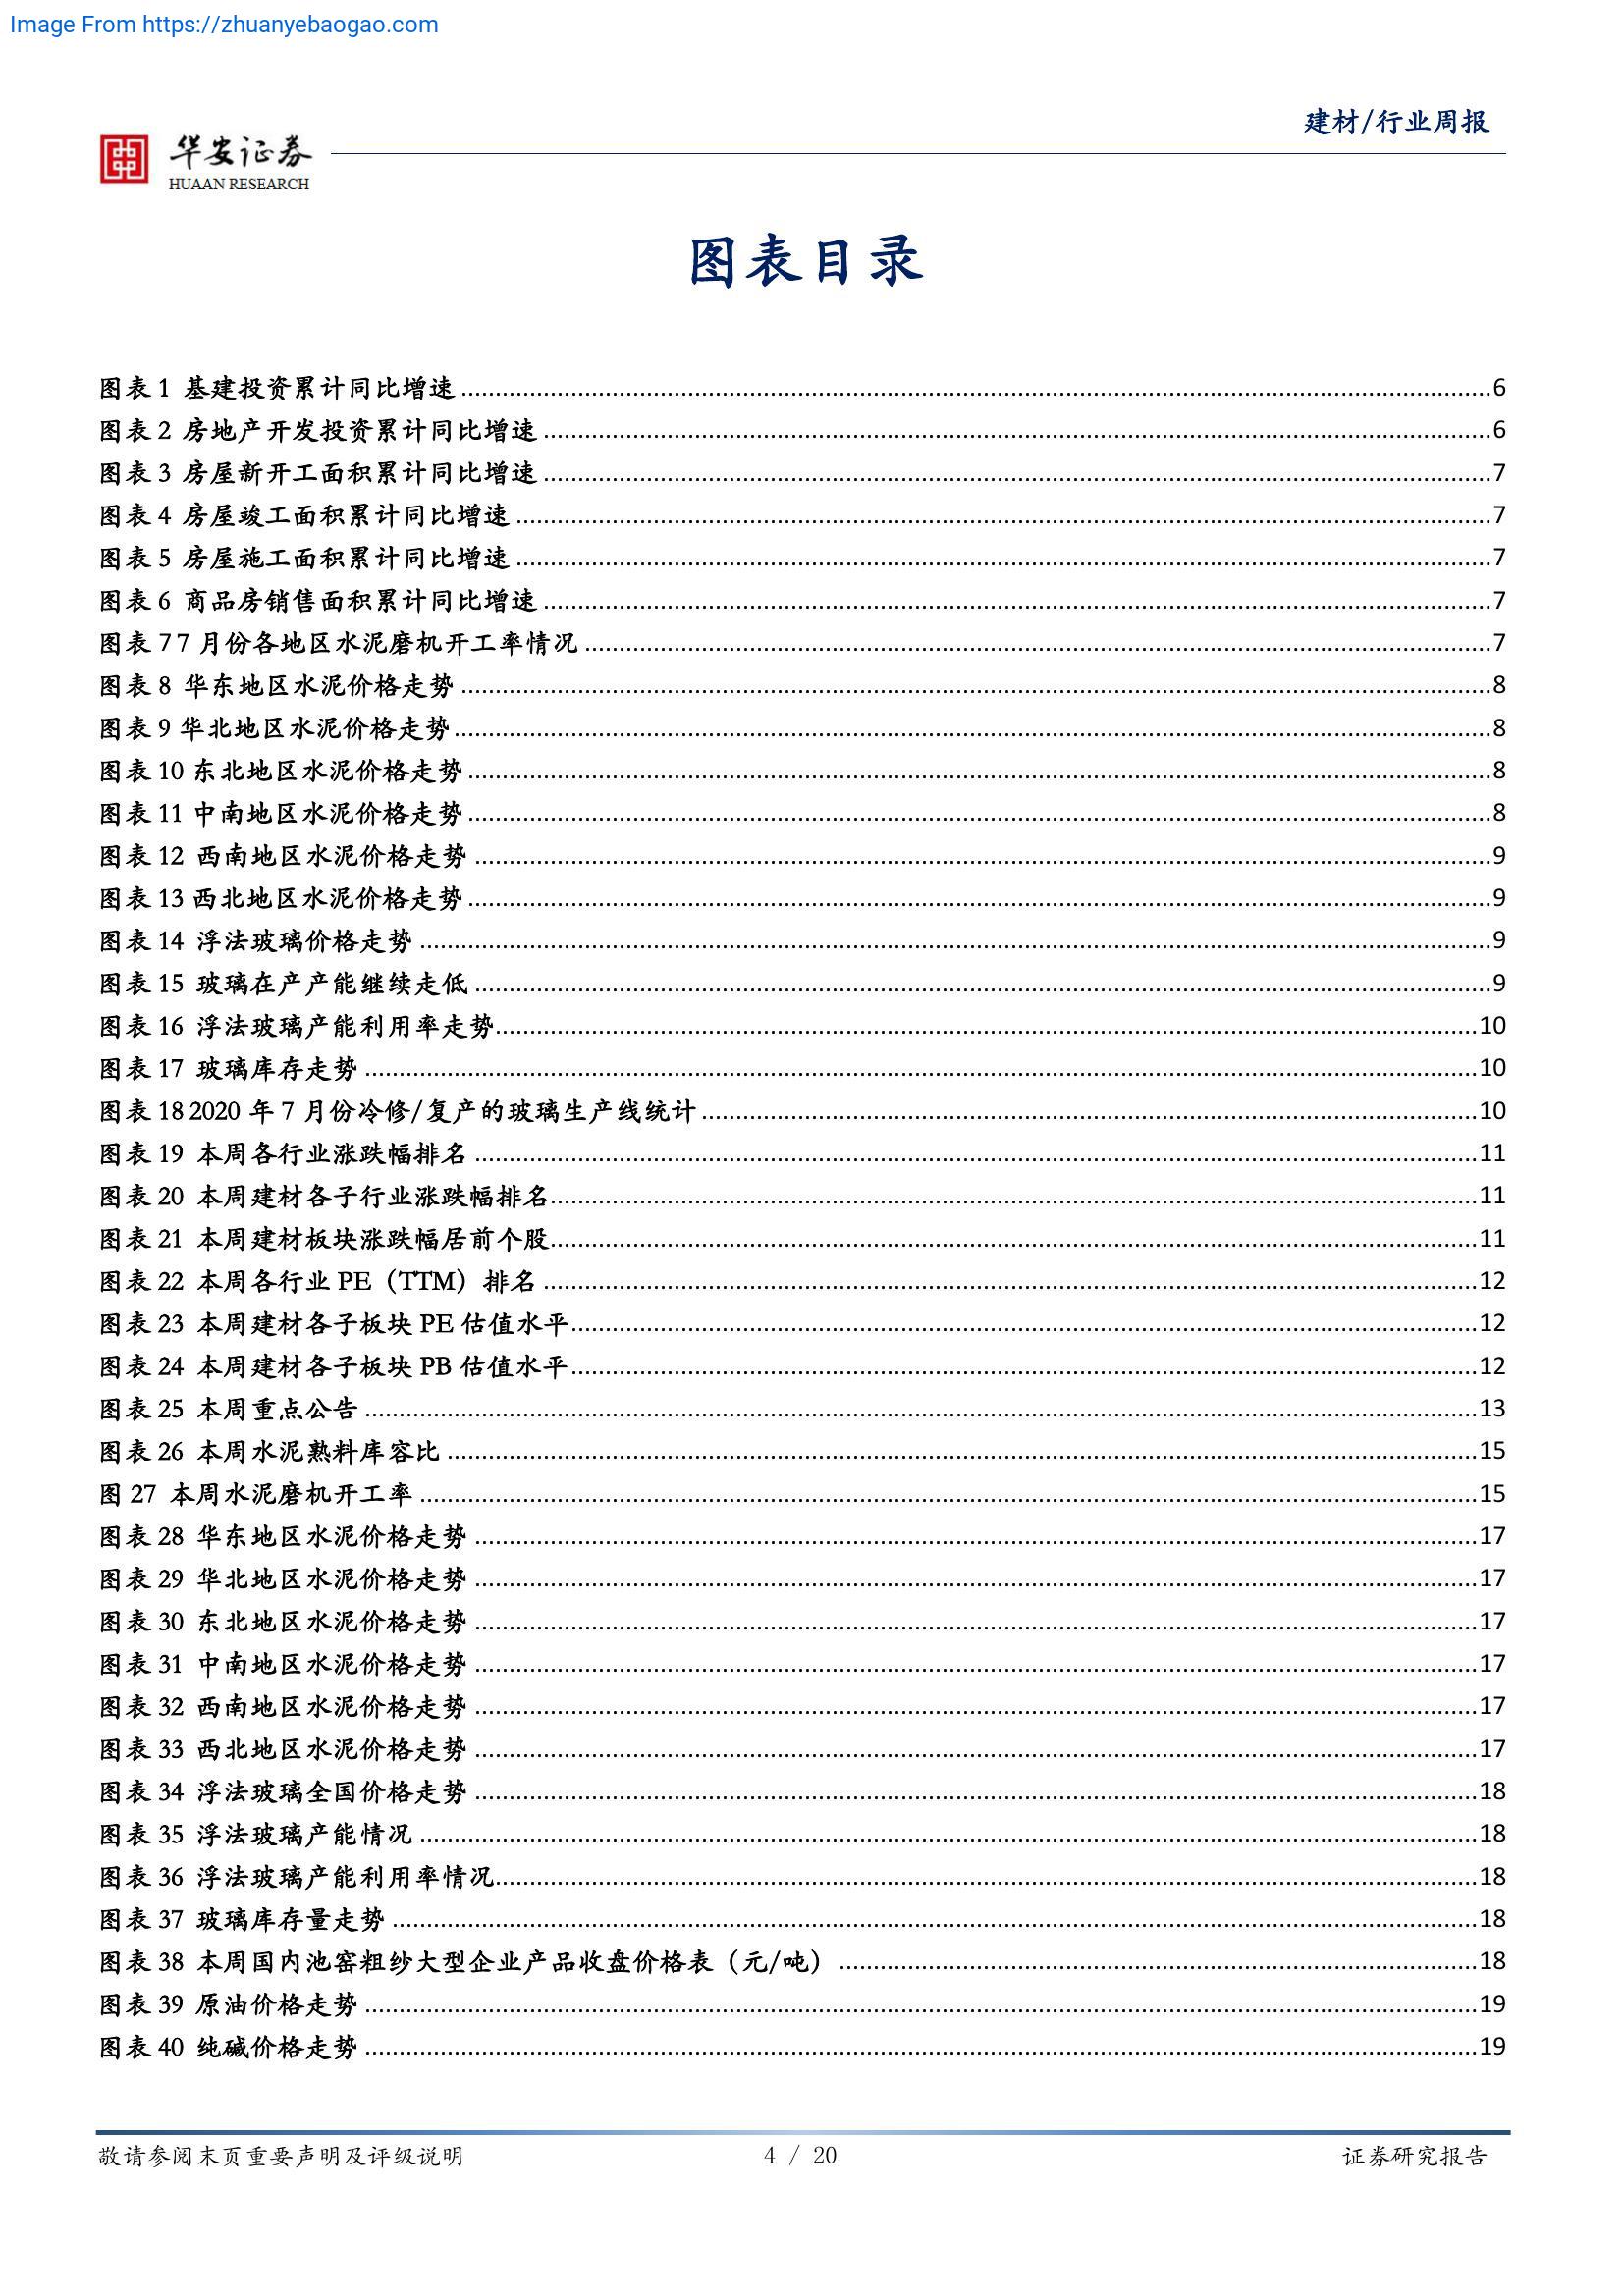 Image From https://zhuanyebaogao.com
建材/行业周报
华安证券
HUAAN RESEARCH
图表目录
图表 1 基建投资累计同比增速 6
图表 2 房地产开发投资累计同比增速 6
图表 3 房屋新开工面积累计同比增速 7
图表 4 房屋竣工面积累计同比增速 7
图表 5 房屋施工面积累计同比增速 7
图表 6 商品房销售面积累计同比增速 7
图表 7 7 月份各地区水泥磨机开工率情况 7
图表 8 华东地区水泥价格走势 8
图表 9 华北地区水泥价格走势 8
图表 10 东北地区水泥价格走势 8
图表 11 中南地区水泥价格走势 8
图表 12 西南地区水泥价格走势 9
图表 13 西北地区水泥价格走势 9
图表 14 浮法玻璃价格走势 9
图表 15 玻璃在产产能继续走低 9
图表 16 浮法玻璃产能利用率走势 10
图表 17 玻璃库存走势 10
图表 18 2020 年 7 月份冷修/复产的玻璃生产线统计 10
图表 19 本周各行业涨跌幅排名 11
图表 20 本周建材各子行业涨跌幅排名 11
图表 21 本周建材板块涨跌幅居前个股 11
图表 22 本周各行业 PE（TTM）排名 12
图表 23 本周建材各子板块 PE 估值水平 12
图表 24 本周建材各子板块 PB 估值水平 12
图表 25 本周重点公告 13
图表 26 本周水泥熟料库容比 15
图 27 本周水泥磨机开工率 15
图表 28 华东地区水泥价格走势 17
图表 29 华北地区水泥价格走势 17
图表 30 东北地区水泥价格走势 17
图表 31 中南地区水泥价格走势 17
图表 32 西南地区水泥价格走势 17
图表 33 西北地区水泥价格走势 17
图表 34 浮法玻璃全国价格走势 18
图表 35 浮法玻璃产能情况 18
图表 36 浮法玻璃产能利用率情况 18
图表 37 玻璃库存量走势 18
图表 38 本周国内池窑粗纱大型企业产品收盘价格表（元/吨） 18
图表 39 原油价格走势 19
图表 40 纯碱价格走势 19
敬请参阅末页重要声明及评级说明 4 / 20 证券研究报告